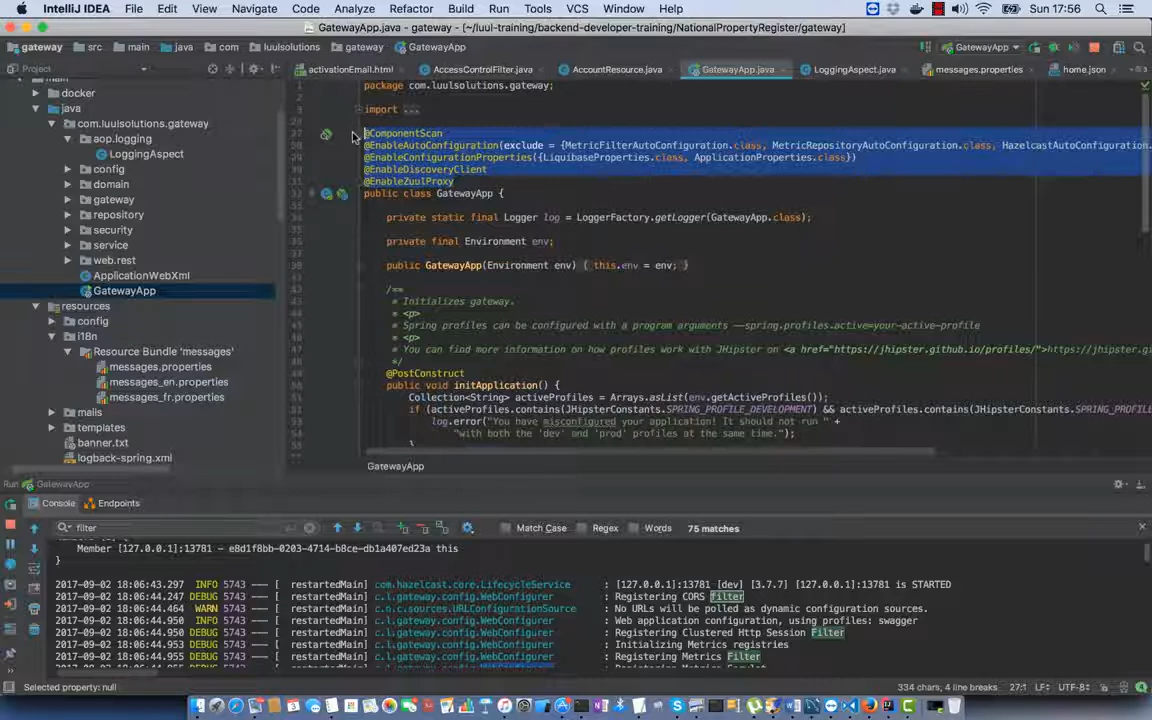 IntelliJ IDEA File Edit View Navigate Code Analyze Refactor Build Run Tools VCS Window Help Sun 17:56
GatewayApp.java - gateway - [~/luul-training/backend-developer-training/NationalPropertyRegister/gateway]
gateway src main java com luulsolutions gateway GatewayApp GatewayApp
Project activationEmail.html AccessControlFilter.java AccountResource.java GatewayApp.java LoggingAspect.java messages.properties home.json
main
docker
java
com.luulsolutions.gateway
aop.logging
LoggingAspect
config
domain
gateway
repository
security
service
web.rest
ApplicationWebXml
GatewayApp
resources
config
i18n
Resource Bundle 'messages'
messages.properties
messages_en.properties
messages_fr.properties
mails
templates
banner.txt
logback-spring.xml
package com.luulsolutions.gateway;
import ...
@ComponentScan
@EnableAutoConfiguration(exclude = {MetricFilterAutoConfiguration.class, MetricRepositoryAutoConfiguration.class, HazelcastAutoConfiguration.
@EnableConfigurationProperties({LiquibaseProperties.class, ApplicationProperties.class})
@EnableDiscoveryClient
@EnableZuulProxy
public class GatewayApp {
private static final Logger log = LoggerFactory.getLogger(GatewayApp.class);
private final Environment env;
public GatewayApp(Environment env) { this.env = env; }
/**
* Initializes gateway.
* <p>
* Spring profiles can be configured with a program arguments --spring.profiles.active=your-active-profile
* <p>
* You can find more information on how profiles work with JHipster on <a href="https://jhipster.github.io/profiles/">https://jhipster.github.io/profil
*/
@PostConstruct
public void initApplication() {
Collection<String> activeProfiles = Arrays.asList(env.getActiveProfiles());
if (activeProfiles.contains(JHipsterConstants.SPRING_PROFILE_DEVELOPMENT) && activeProfiles.contains(JHipsterConstants.SPRING_PROFILE
log.error("You have misconfigured your application! It should not run " +
"with both the 'dev' and 'prod' profiles at the same time.");
}
GatewayApp
Run GatewayApp
Console Endpoints
filter Match Case Regex Words 75 matches
Member [127.0.0.1]:13781 - e8d1f8bb-0203-4714-b8ce-db1a407ed23a this
}
2017-09-02 18:06:43.297 INFO 5743 --- [ restartedMain] com.hazelcast.core.LifecycleService : [127.0.0.1]:13781 [dev] [3.7.7] [127.0.0.1]:13781 is STARTED
2017-09-02 18:06:44.247 DEBUG 5743 --- [ restartedMain] c.l.gateway.config.WebConfigurer : Registering CORS filter
2017-09-02 18:06:44.464 WARN 5743 --- [ restartedMain] c.n.c.sources.URLConfigurationSource : No URLs will be polled as dynamic configuration sources.
2017-09-02 18:06:44.950 INFO 5743 --- [ restartedMain] c.l.gateway.config.WebConfigurer : Web application configuration, using profiles: swagger
2017-09-02 18:06:44.950 DEBUG 5743 --- [ restartedMain] c.l.gateway.config.WebConfigurer : Registering Clustered Http Session Filter
2017-09-02 18:06:44.953 DEBUG 5743 --- [ restartedMain] c.l.gateway.config.WebConfigurer : Initializing Metrics registries
2017-09-02 18:06:44.955 DEBUG 5743 --- [ restartedMain] c.l.gateway.config.WebConfigurer : Registering Metrics Filter
Selected property: null 334 chars, 4 line breaks 27:1 LF÷ UTF-8÷